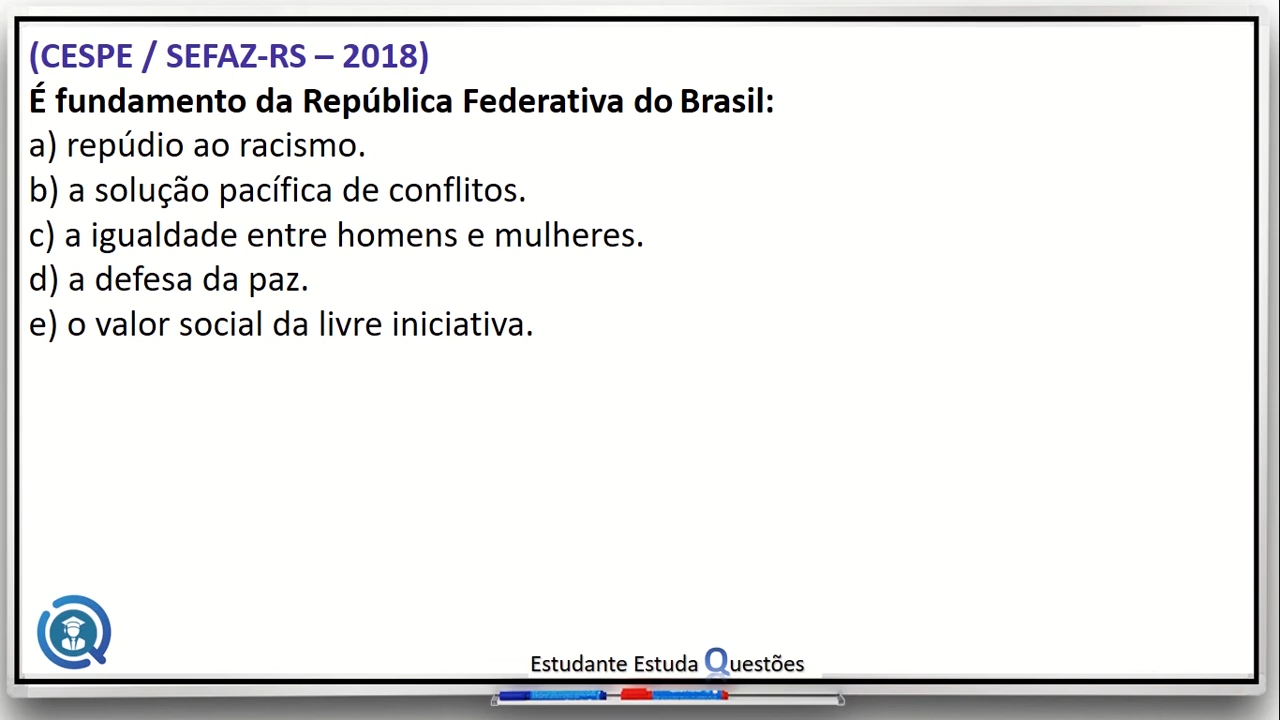 (CESPE / SEFAZ-RS – 2018)
É fundamento da República Federativa do Brasil:
a) repúdio ao racismo.
b) a solução pacífica de conflitos.
c) a igualdade entre homens e mulheres.
d) a defesa da paz.
e) o valor social da livre iniciativa.
Estudante Estuda Questões